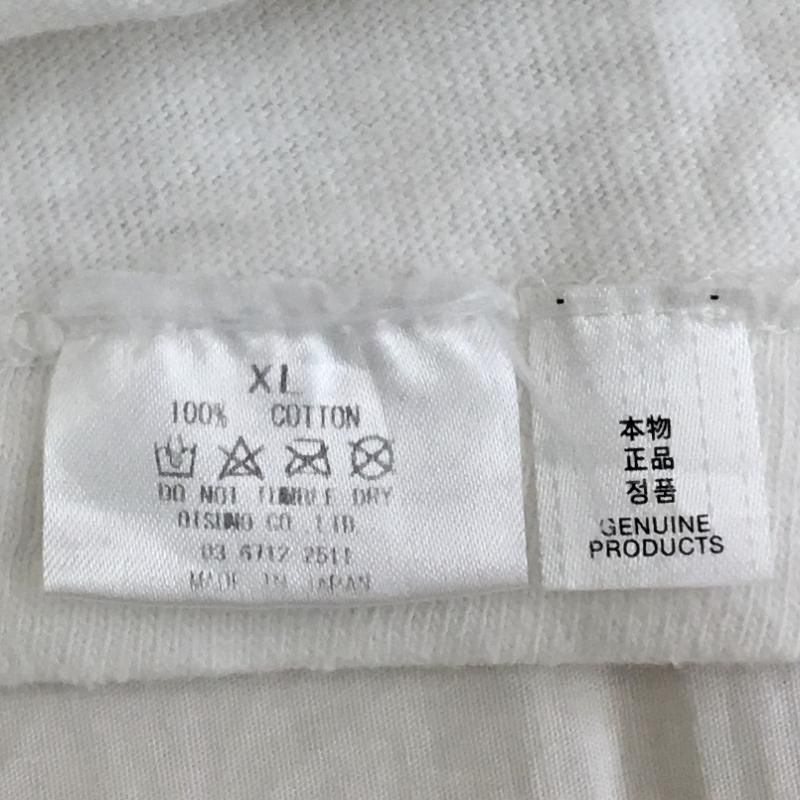 XL
100% COTTON
DO NOT TUMBLE DRY
CO. LTD
03 6712 2511
MADE IN JAPAN
本物
正品
정품
GENUINE
PRODUCTS